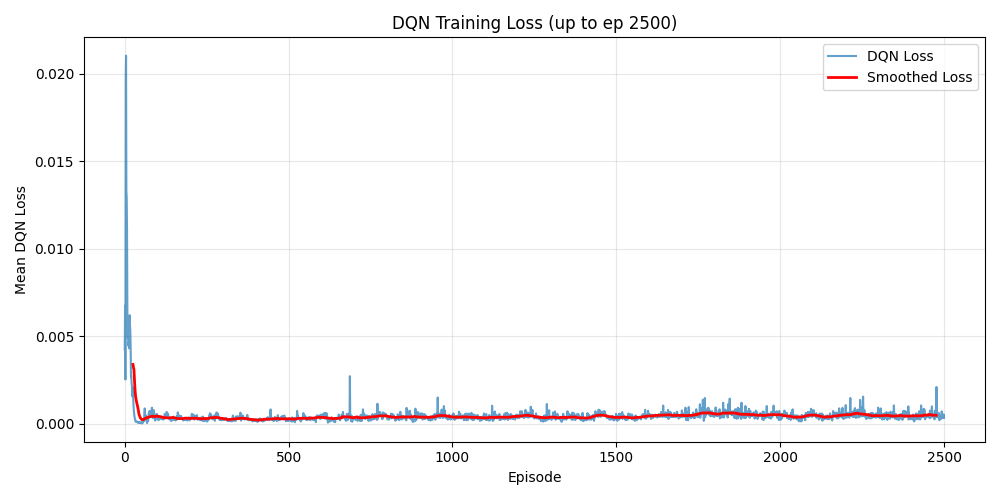 DQN Training Loss (up to ep 2500)
DQN Loss
Smoothed Loss
Mean DQN Loss
0.020
0.015
0.010
0.005
0.000
0
500
1000
1500
2000
2500
Episode